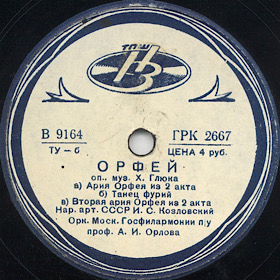 ТПШ
НЗ
В 9164
ГРК 2667
ТУ – 6
ЦЕНА 4 руб.
ОРФЕЙ
оп., муз. Х. Глюка
а) Ария Орфея из 2 акта
б) Танец фурий
в) Вторая ария Орфея из 2 акта
Нар. арт. СССР И. С. Козловский
Орк. Моск. Госфилармонии п/у
проф. А. И. Орлова